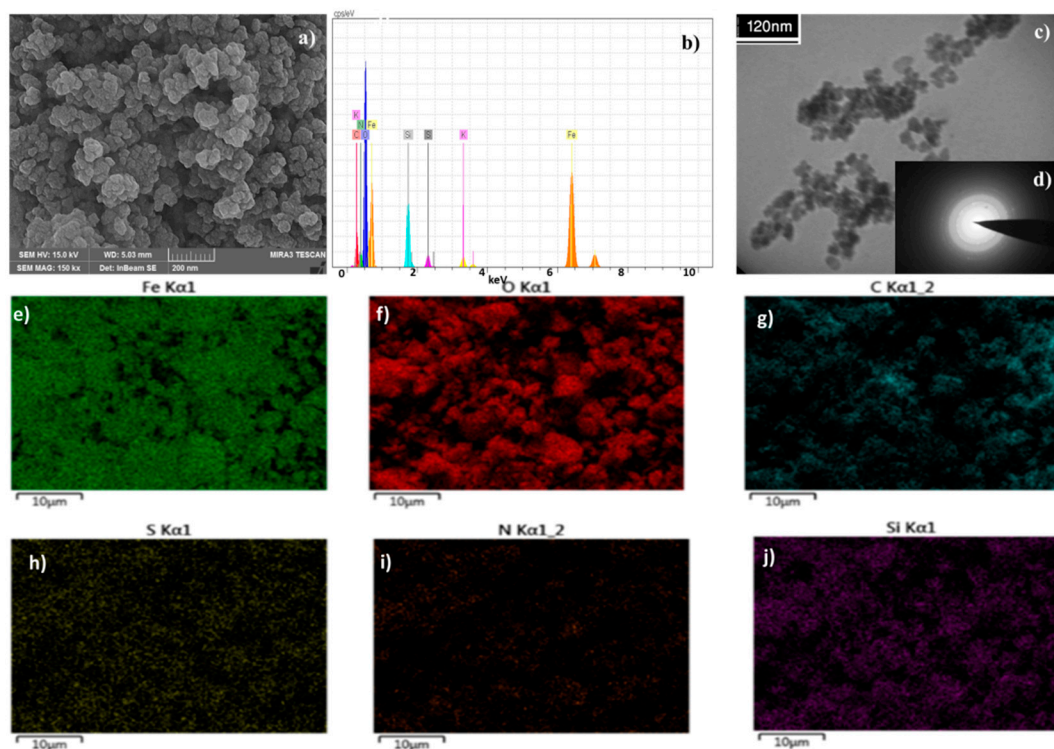 a)
SEM HV: 15.0 kV
WD: 5.03 mm
MIRA3 TESCAN
SEM MAG: 150 kx
Det: InBeam SE
200 nm
cps/eV
b)
K
N
Fe
C
O
Si
S
K
Fe
0
2
4
6
8
10
keV
120nm
c)
d)
Fe Kα1
e)
10μm
O Kα1
f)
10μm
C Kα1_2
g)
10μm
S Kα1
h)
10μm
N Kα1_2
i)
10μm
Si Kα1
j)
10μm